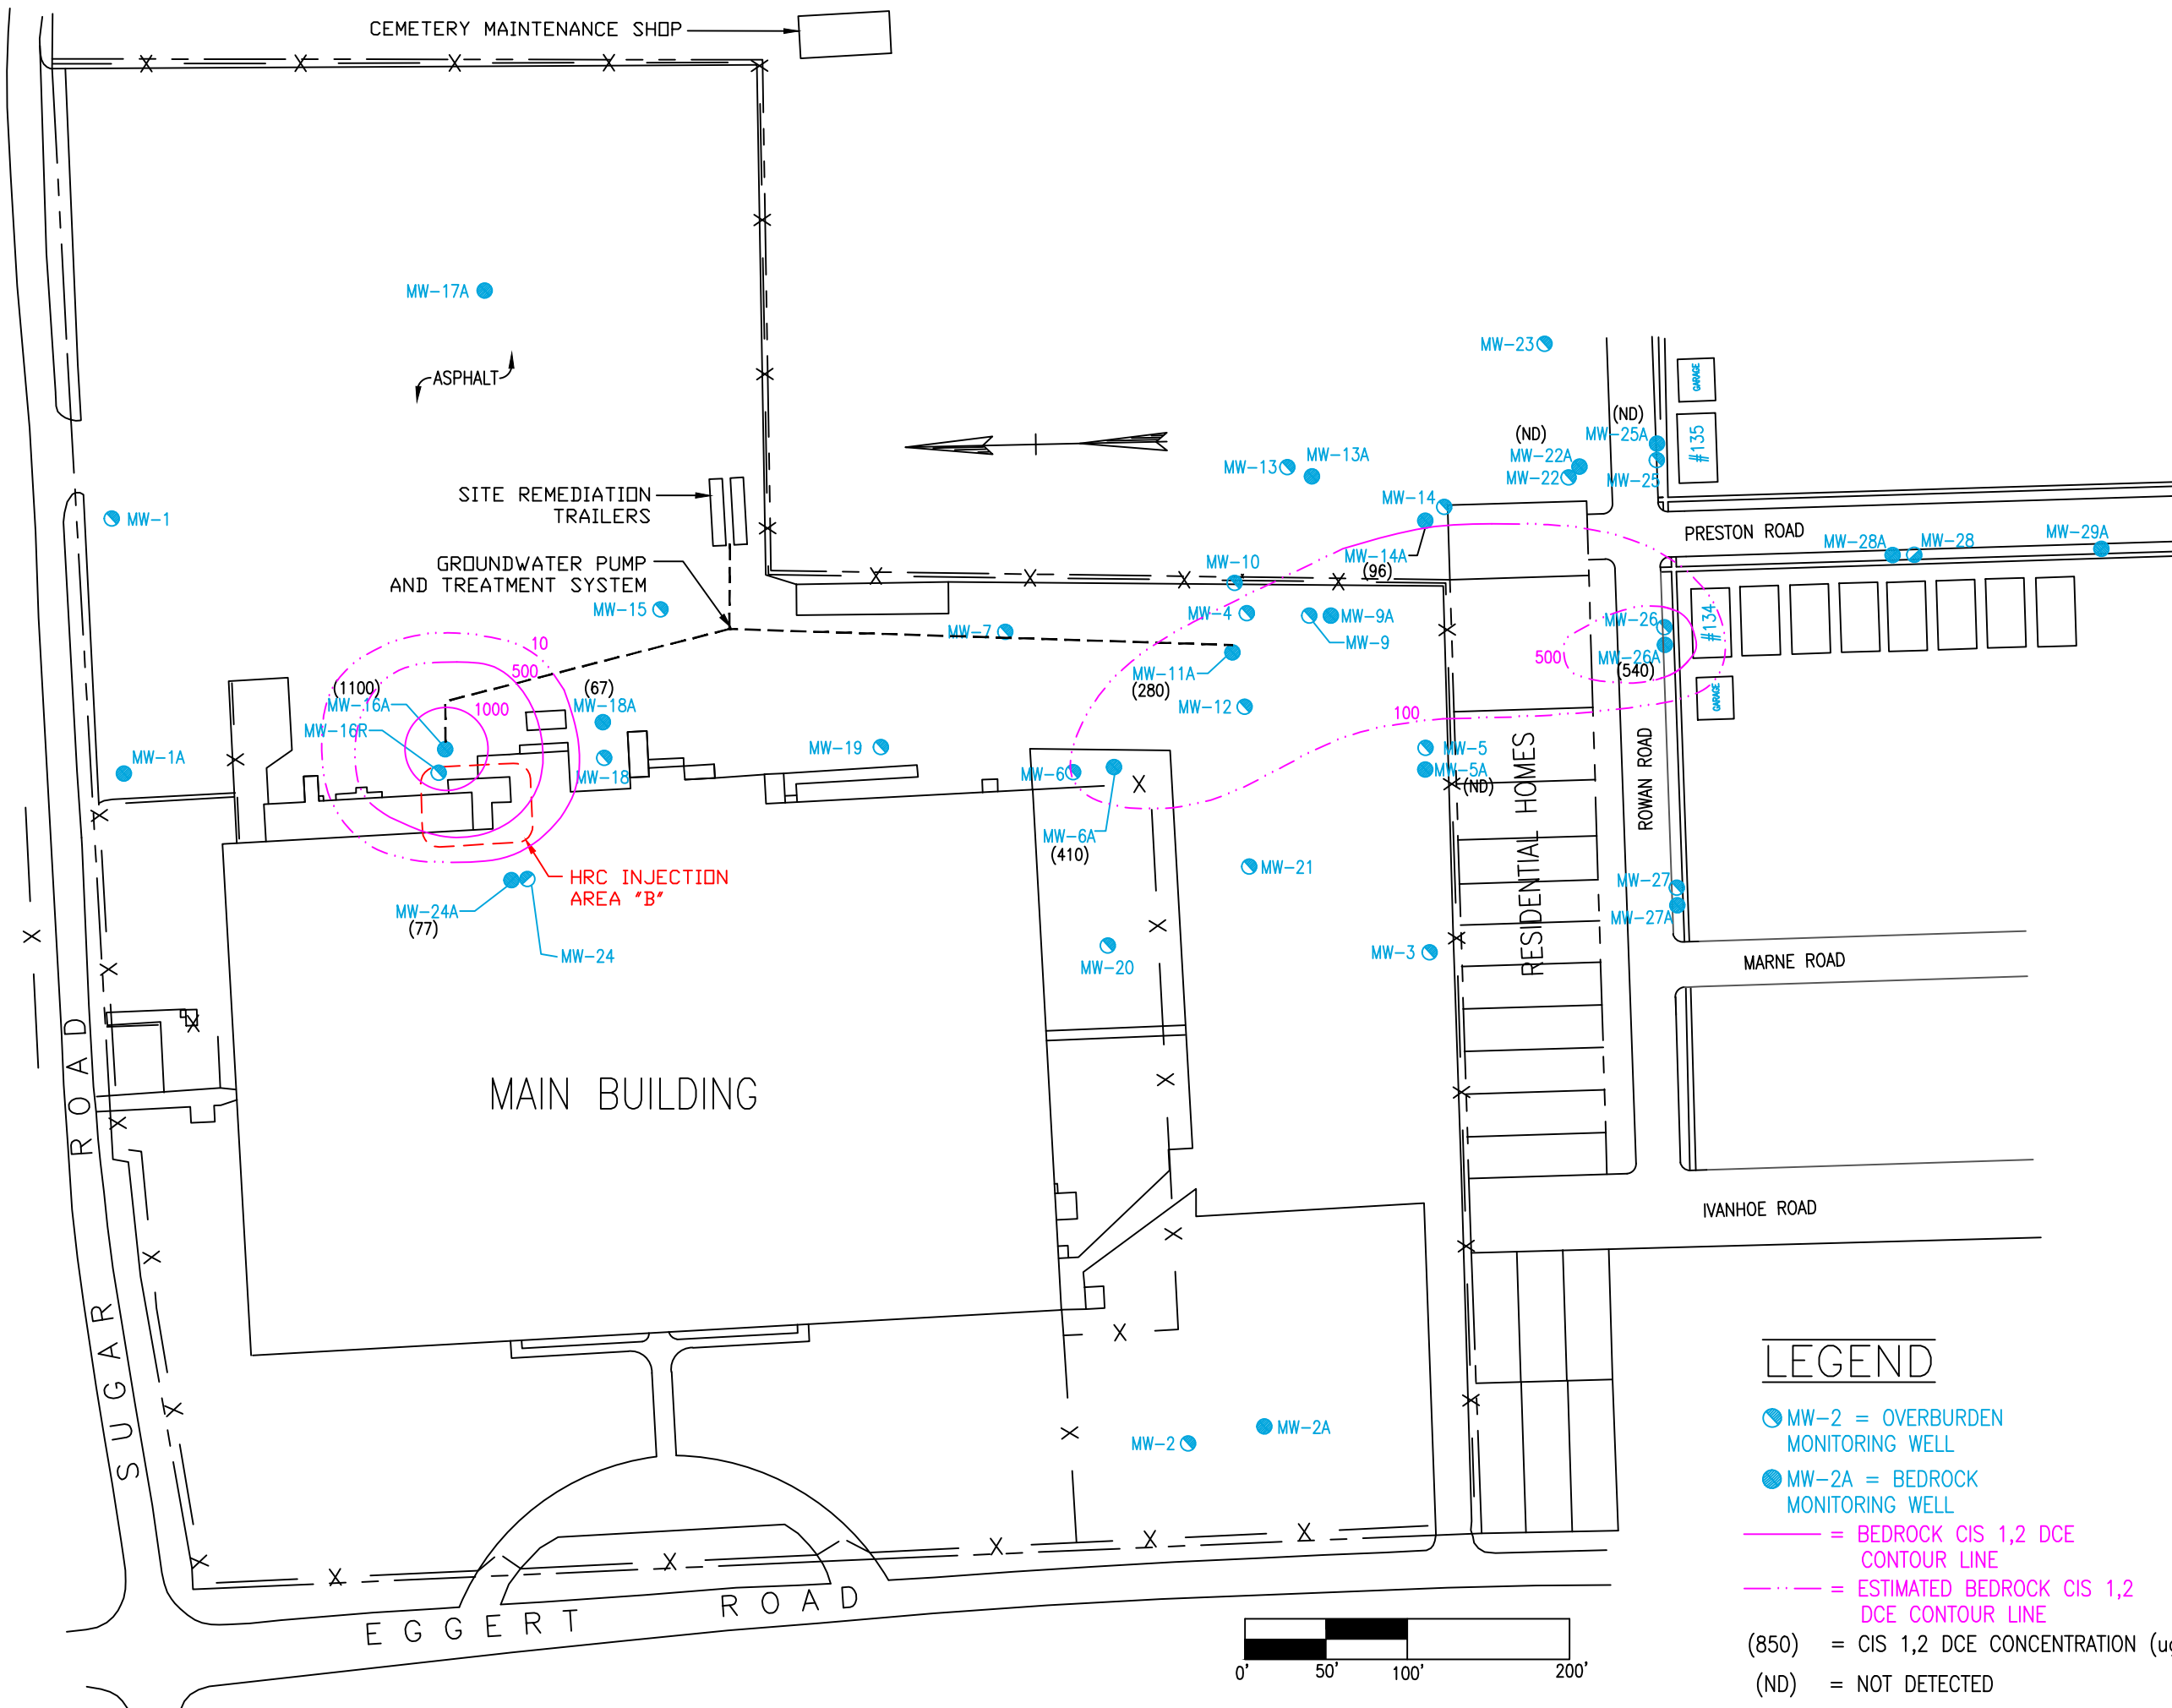 CEMETERY MAINTENANCE SHOP
MW-17A
ASPHALT
MW-23
GARAGE
(ND)
(ND)
MW-25A
#135
MW-13A
MW-22A
MW-13
MW-22
MW-25
SITE REMEDIATION
TRAILERS
MW-14
MW-1
PRESTON ROAD
MW-28A
MW-28
MW-29A
GROUNDWATER PUMP
AND TREATMENT SYSTEM
MW-14A
MW-10
(96)
MW-15
MW-4
MW-9A
MW-26
#134
MW-7
MW-9
10
500
500
MW-26A
(540)
MW-11A
(280)
(1100)
(67)
MW-16A
MW-18A
1000
MW-12
100
GARAGE
MW-16R
MW-1A
MW-19
MW-5
MW-18
MW-6
MW-5A
(ND)
ROWAN ROAD
RESIDENTIAL HOMES
MW-6A
(410)
HRC INJECTION
AREA "B"
MW-21
MW-27
MW-24A
(77)
MW-27A
MW-24
MW-20
MW-3
MARNE ROAD
MAIN BUILDING
SUGAR ROAD
IVANHOE ROAD
MW-2
MW-2A
EGGERT ROAD
0'
50'
100'
200'
LEGEND
MW-2 = OVERBURDEN
MONITORING WELL
MW-2A = BEDROCK
MONITORING WELL
= BEDROCK CIS 1,2 DCE
CONTOUR LINE
= ESTIMATED BEDROCK CIS 1,2
DCE CONTOUR LINE
(850) = CIS 1,2 DCE CONCENTRATION
(ND) = NOT DETECTED